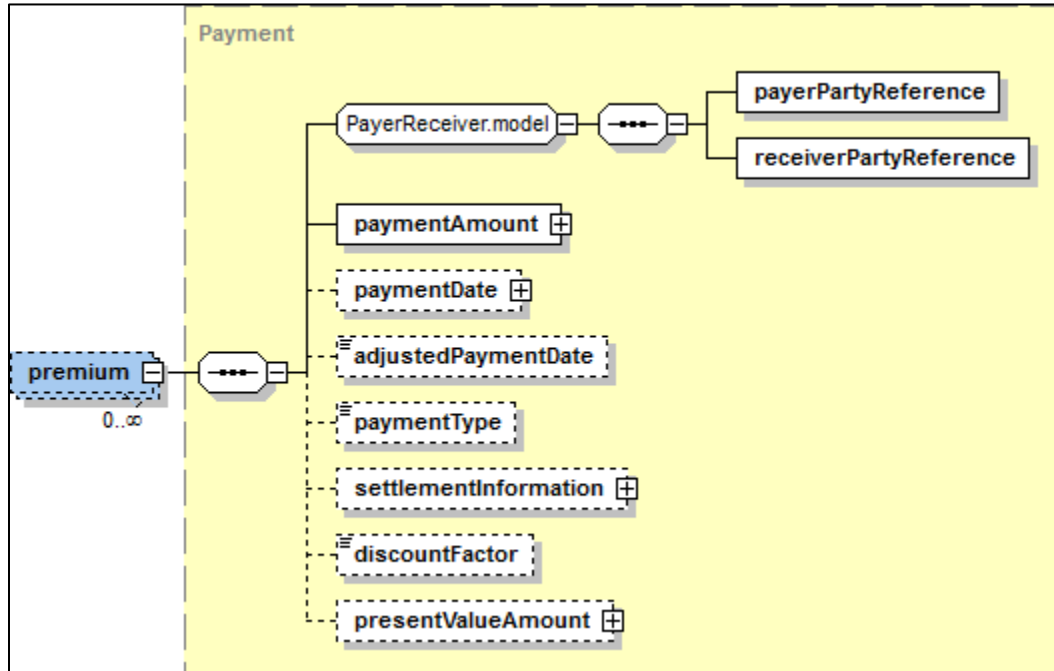 Payment
PayerReceiver.model
payerPartyReference
receiverPartyReference
paymentAmount
paymentDate
adjustedPaymentDate
premium
0..∞
paymentType
settlementInformation
discountFactor
presentValueAmount